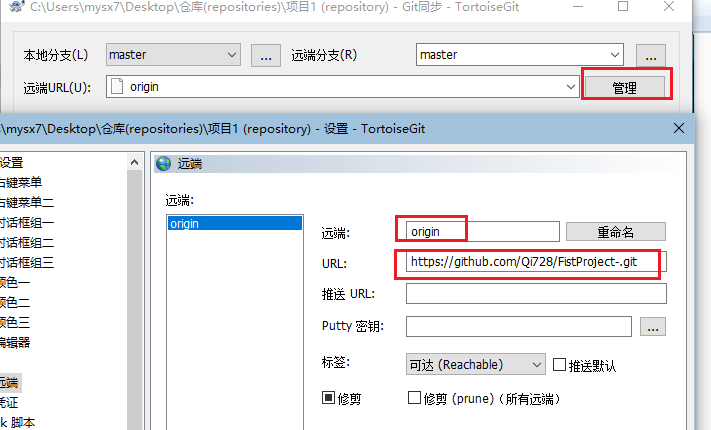 C:\Users\mysx7\Desktop\仓库(repositories)\项目1 (repository) - Git同步 - TortoiseGit
本地分支(L) master ... 远端分支(R) master ...
远端URL(U): origin 管理
\mysx7\Desktop\仓库(repositories)\项目1 (repository) - 设置 - TortoiseGit
设置 远端
右键菜单
右键菜单二 远端:
对话框组一 origin 远端: origin 重命名
对话框组二
对话框组三 URL: https://github.com/Qi728/FistProject-.git
颜色一
颜色二 推送 URL:
颜色三 Putty 密钥: ...
编辑器
标签: 可达 (Reachable) 推送默认
远端
凭证 修剪 修剪 (prune) (所有远端)
k 脚本